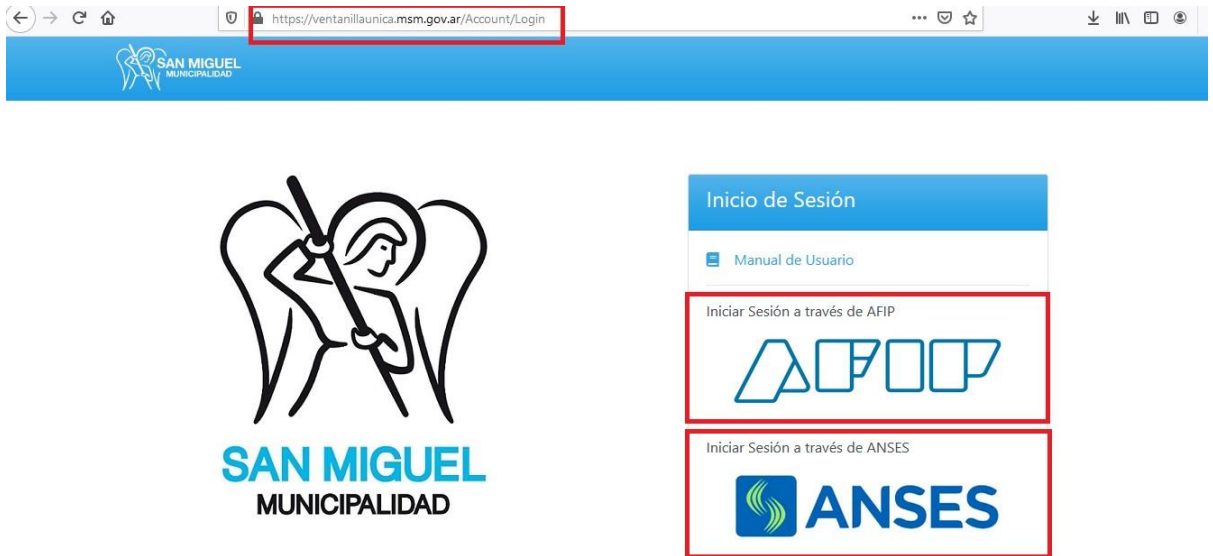 https://ventanillaunica.msm.gov.ar/Account/Login
SAN MIGUEL
MUNICIPALIDAD
Inicio de Sesión
Manual de Usuario
Iniciar Sesión a través de AFIP
AFIP
Iniciar Sesión a través de ANSES
ANSES
SAN MIGUEL
MUNICIPALIDAD